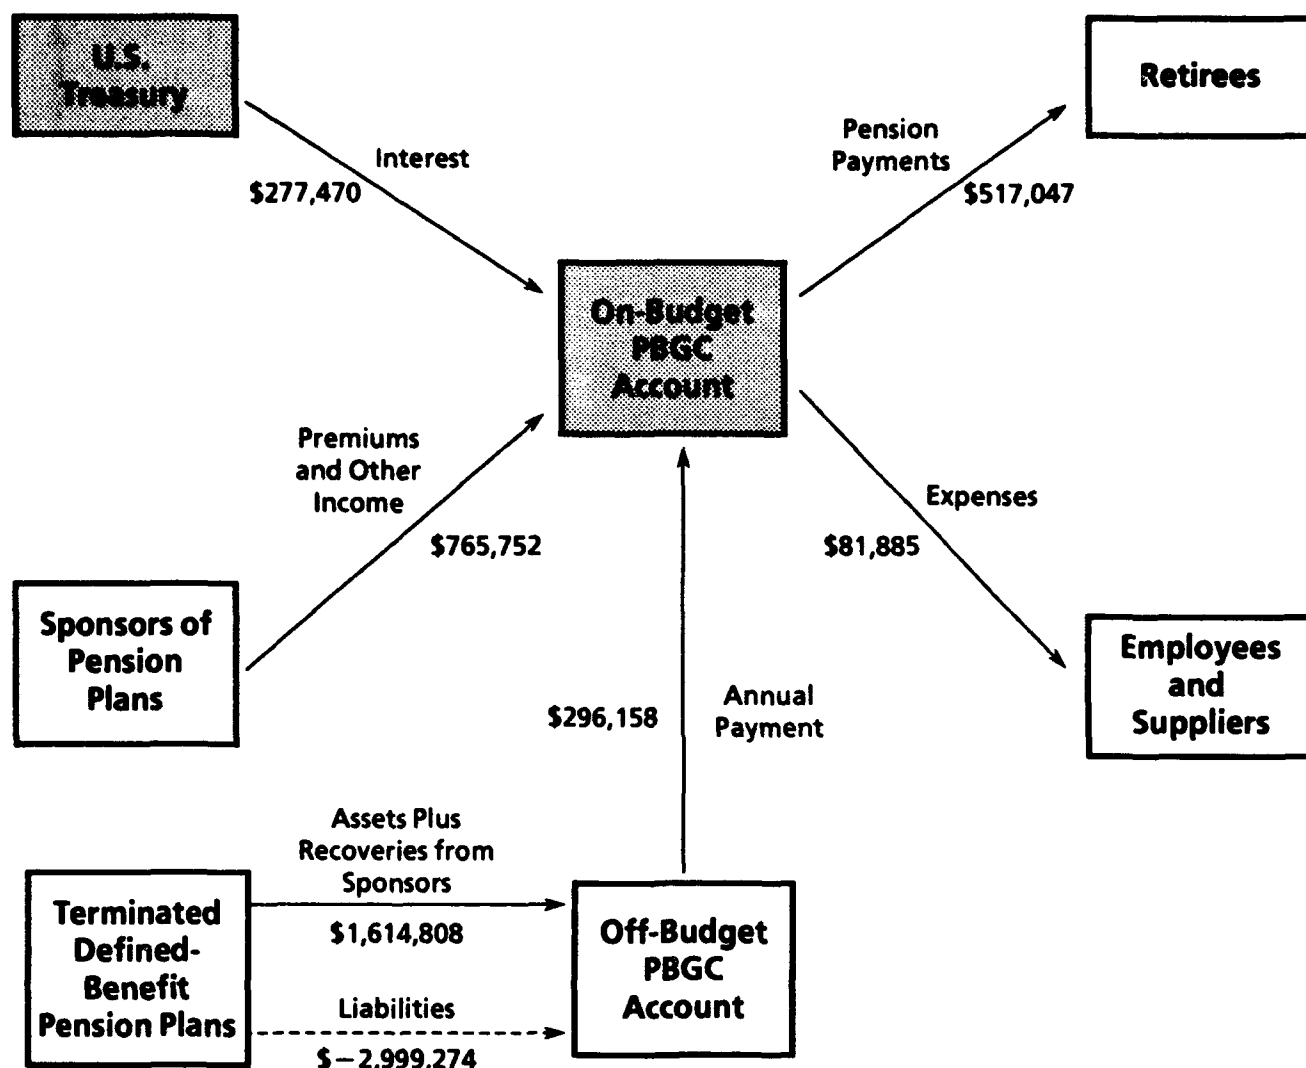 U.S.
Treasury
Interest
$277,470
Pension
Payments
$517,047
Retirees
On-Budget
PBGC
Account
Premiums
and Other
Income
$765,752
Expenses
$81,885
Sponsors of
Pension
Plans
Employees
and
Suppliers
$296,158
Annual
Payment
Assets Plus
Recoveries from
Sponsors
$1,614,808
Terminated
Defined-
Benefit
Pension Plans
Liabilities
$−2,999,274
Off-Budget
PBGC
Account